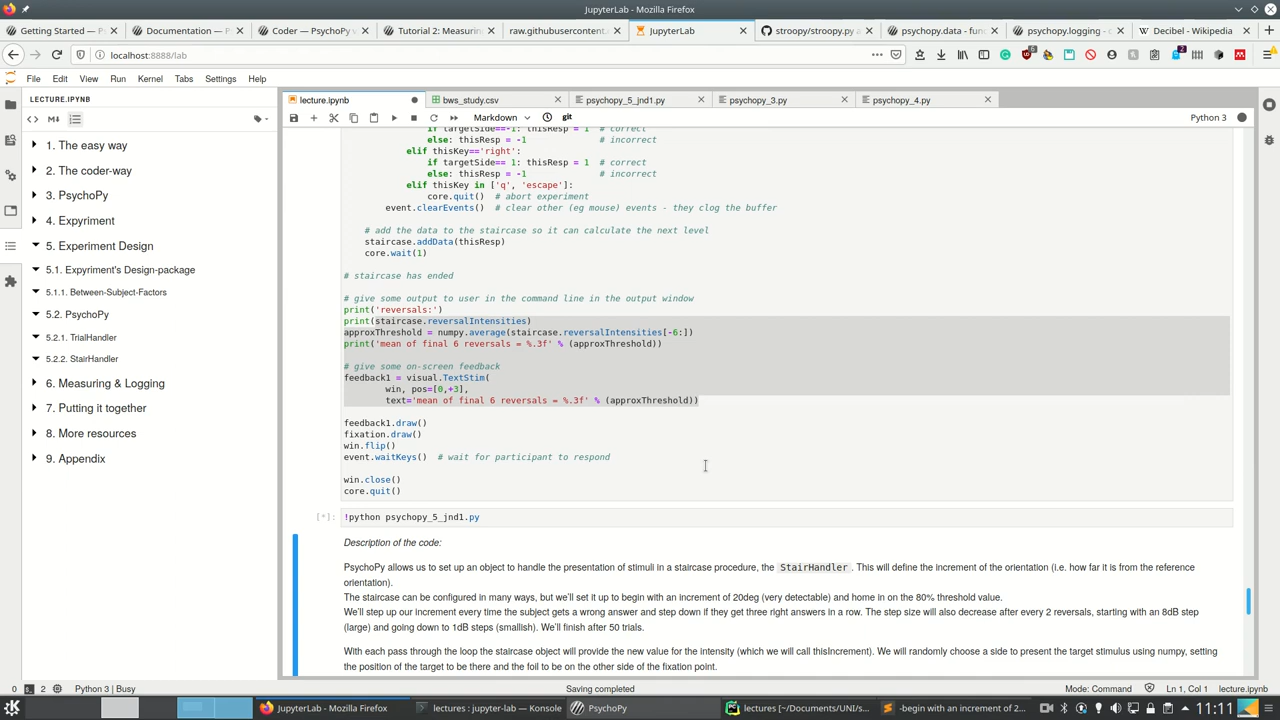 JupyterLab - Mozilla Firefox
Getting Started — P
Documentation — P
Coder — PsychoPy v
Tutorial 2: Measurin
raw.githubusercontent.
JupyterLab
stroopy/stroopy.py a
psychopy.data - fun
psychopy.logging - 
Decibel - Wikipedia
localhost:8888/lab
File Edit View Run Kernel Tabs Settings Help
LECTURE.IPYNB
1. The easy way
2. The coder-way
3. PsychoPy
4. Expyriment
5. Experiment Design
5.1. Expyriment's Design-package
5.1.1. Between-Subject-Factors
5.2. PsychoPy
5.2.1. TrialHandler
5.2.2. StairHandler
6. Measuring & Logging
7. Putting it together
8. More resources
9. Appendix
lecture.ipynb
bws_study.csv
psychopy_5_jnd1.py
psychopy_3.py
psychopy_4.py
Markdown
git
Python 3
if targetSide==-1: thisResp = 1 # correct
else: thisResp = -1 # incorrect
elif thisKey=='right':
if targetSide== 1: thisResp = 1 # correct
else: thisResp = -1 # incorrect
elif thisKey in ['q', 'escape']:
core.quit() # abort experiment
event.clearEvents() # clear other (eg mouse) events - they clog the buffer
# add the data to the staircase so it can calculate the next level
staircase.addData(thisResp)
core.wait(1)
# staircase has ended
# give some output to user in the command line in the output window
print('reversals:')
print(staircase.reversalIntensities)
approxThreshold = numpy.average(staircase.reversalIntensities[-6:])
print('mean of final 6 reversals = %.3f' % (approxThreshold))
# give some on-screen feedback
feedback1 = visual.TextStim(
win, pos=[0,+3],
text='mean of final 6 reversals = %.3f' % (approxThreshold))
feedback1.draw()
fixation.draw()
win.flip()
event.waitKeys() # wait for participant to respond
win.close()
core.quit()
[*]: !python psychopy_5_jnd1.py
Description of the code:
PsychoPy allows us to set up an object to handle the presentation of stimuli in a staircase procedure, the StairHandler . This will define the increment of the orientation (i.e. how far it is from the reference
orientation).
The staircase can be configured in many ways, but we'll set it up to begin with an increment of 20deg (very detectable) and home in on the 80% threshold value.
We'll step up our increment every time the subject gets a wrong answer and step down if they get three right answers in a row. The step size will also decrease after every 2 reversals, starting with an 8dB step
(large) and going down to 1dB steps (smallish). We'll finish after 50 trials.
With each pass through the loop the staircase object will provide the new value for the intensity (which we will call thisIncrement). We will randomly choose a side to present the target stimulus using numpy, setting
the position of the target to be there and the foil to be on the other side of the fixation point.
0 2 Python 3 | Busy
Saving completed
Mode: Command
Ln 1, Col 1
lecture.ipynb
JupyterLab - Mozilla Firefox
lectures : jupyter-lab — Konsole
PsychoPy
lectures [~/Documents/UNI/s...
-begin with an increment of 2...
11:11